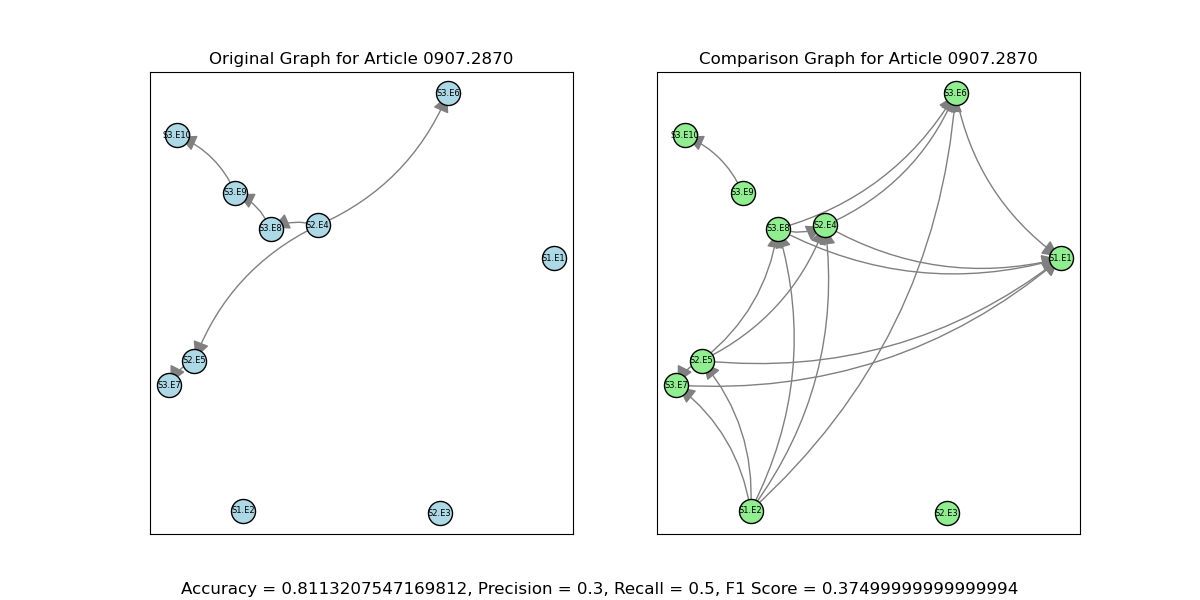 Original Graph for Article 0907.2870
S3.E6
S3.E10
S3.E9
S3.E8
S2.E4
S1.E1
S2.E5
S3.E7
S1.E2
S2.E3
Comparison Graph for Article 0907.2870
S3.E6
S3.E10
S3.E9
S3.E8
S2.E4
S1.E1
S2.E5
S3.E7
S1.E2
S2.E3
Accuracy = 0.8113207547169812, Precision = 0.3, Recall = 0.5, F1 Score = 0.37499999999999994